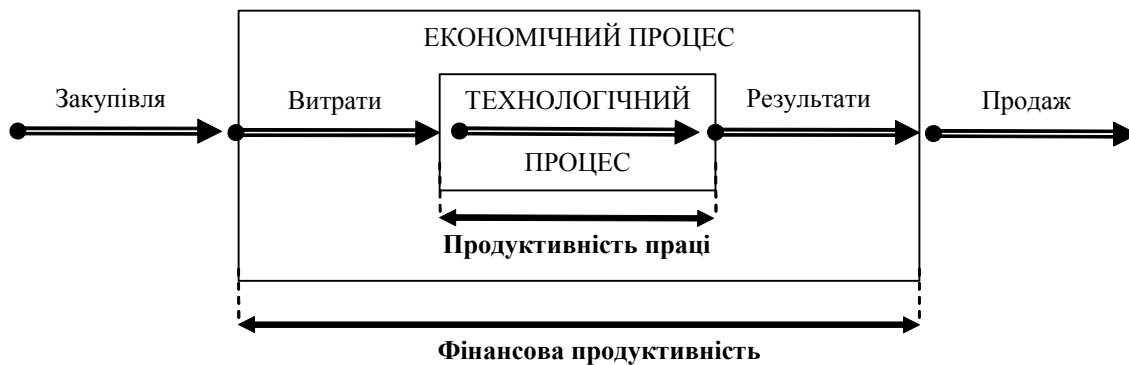 ЕКОНОМІЧНИЙ ПРОЦЕС
Закупівля
Витрати
ТЕХНОЛОГІЧНИЙ
ПРОЦЕС
Результати
Продаж
Продуктивність праці
Фінансова продуктивність